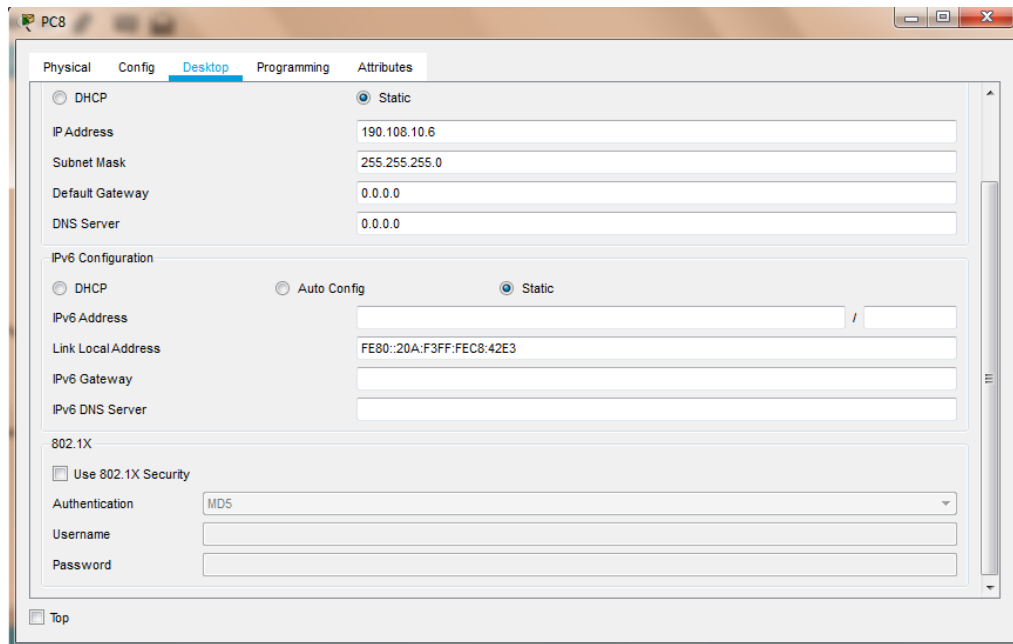 PC8
Physical Config Desktop Programming Attributes
DHCP Static
IP Address 190.108.10.6
Subnet Mask 255.255.255.0
Default Gateway 0.0.0.0
DNS Server 0.0.0.0
IPv6 Configuration
DHCP Auto Config Static
IPv6 Address /
Link Local Address FE80::20A:F3FF:FEC8:42E3
IPv6 Gateway
IPv6 DNS Server
802.1X
Use 802.1X Security
Authentication MD5
Username
Password
Top